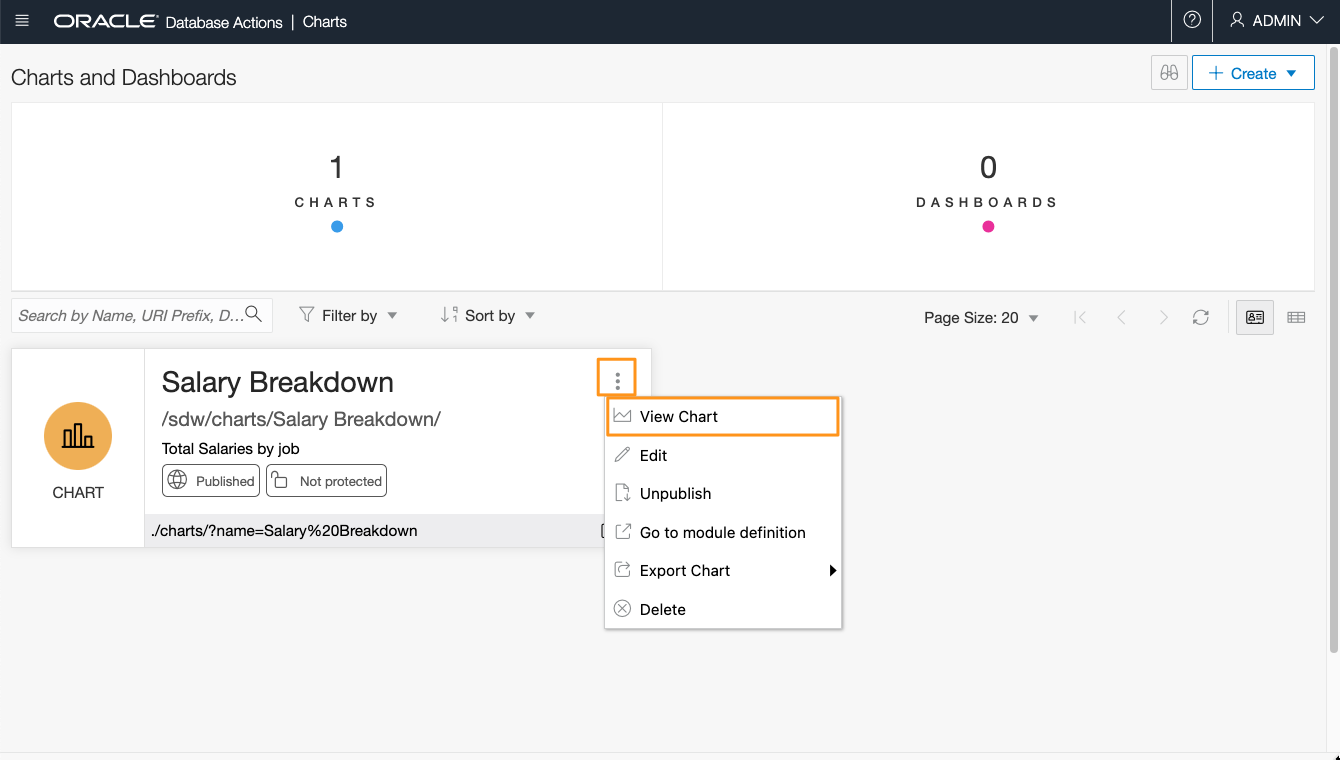 ORACLE Database Actions | Charts
ADMIN
Charts and Dashboards
Create
1
CHARTS
0
DASHBOARDS
Search by Name, URI Prefix, D...
Filter by
Sort by
Page Size: 20
Salary Breakdown
/sdw/charts/Salary Breakdown/
Total Salaries by job
Published
Not protected
CHART
./charts/?name=Salary%20Breakdown
View Chart
Edit
Unpublish
Go to module definition
Export Chart
Delete